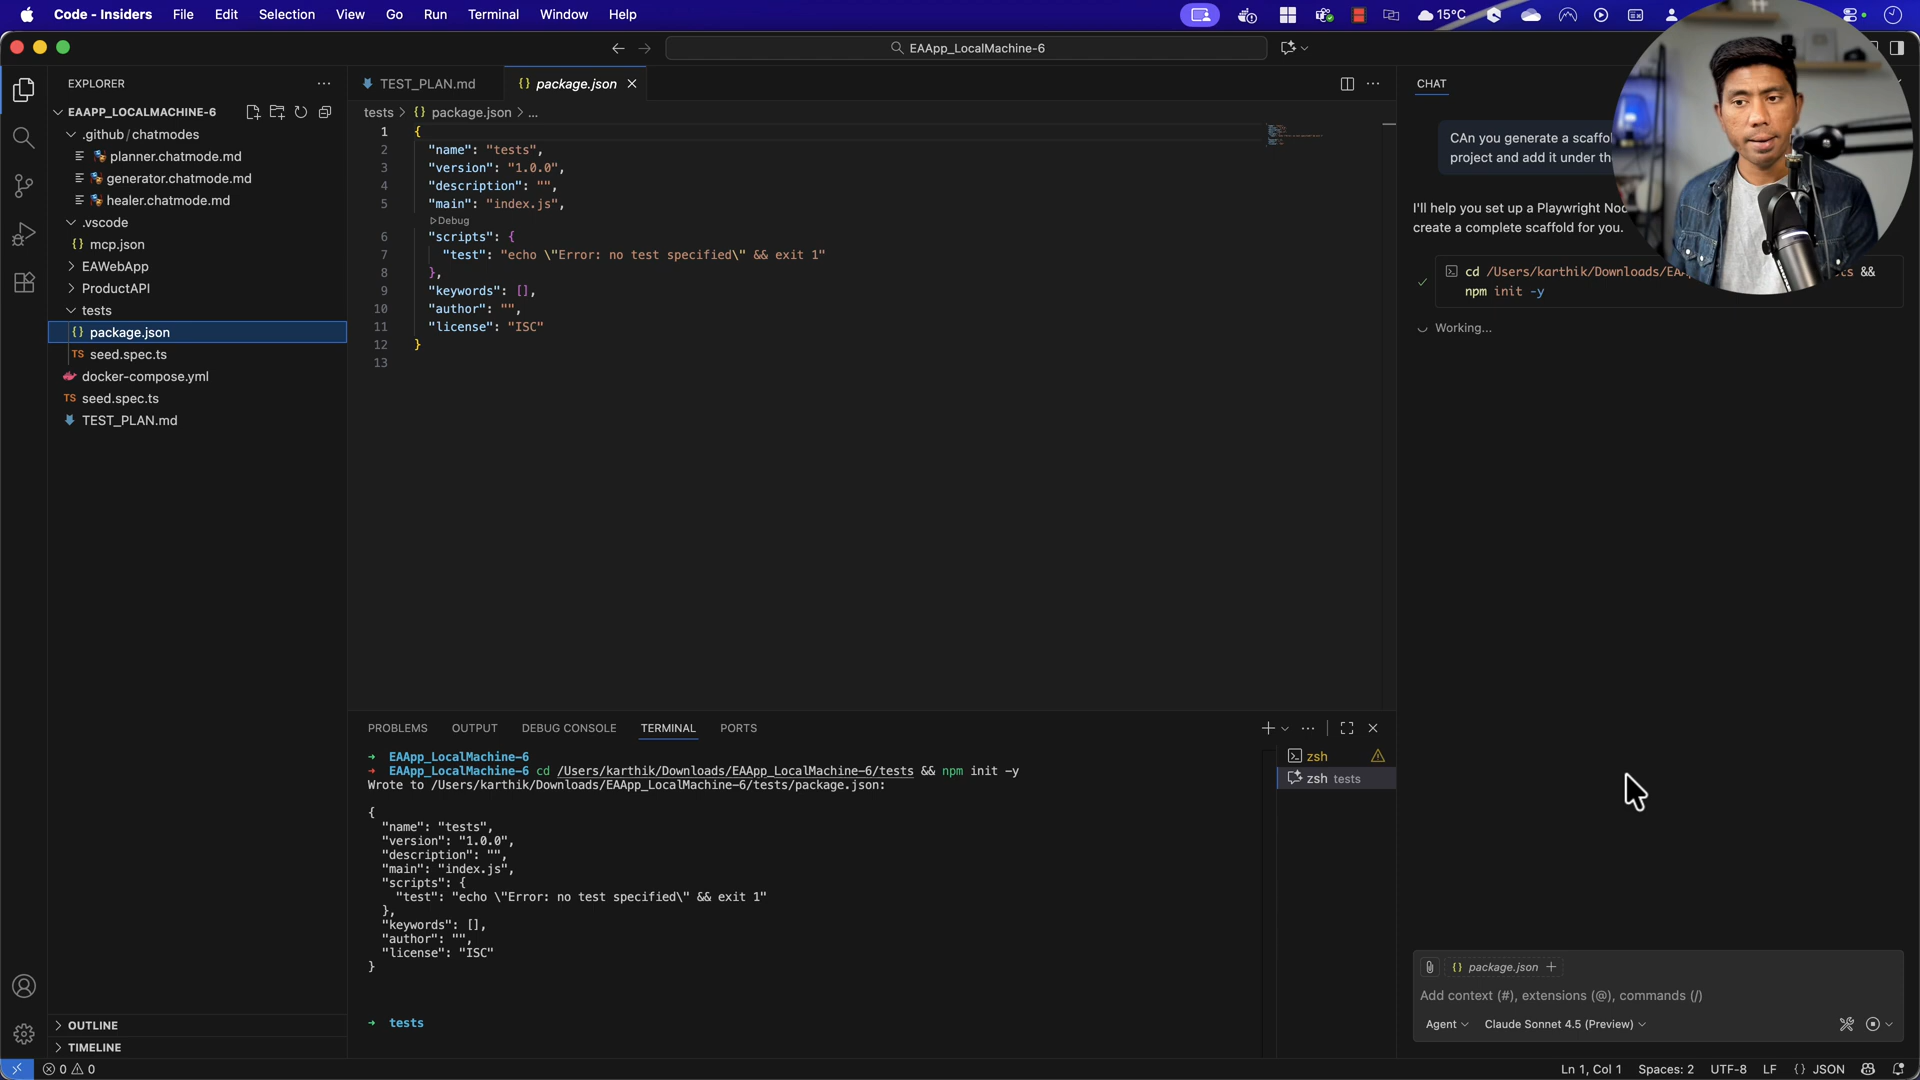 Code - Insiders File Edit Selection View Go Run Terminal Window Help
15°C
EAApp_LocalMachine-6
EXPLORER
EAAPP_LOCALMACHINE-6
.github / chatmodes
planner.chatmode.md
generator.chatmode.md
healer.chatmode.md
.vscode
{} mcp.json
EAWebApp
ProductAPI
tests
{} package.json
TS seed.spec.ts
docker-compose.yml
TS seed.spec.ts
TEST_PLAN.md
OUTLINE
TIMELINE
TEST_PLAN.md
{} package.json
tests > {} package.json > ...
1 {
2 "name": "tests",
3 "version": "1.0.0",
4 "description": "",
5 "main": "index.js",
Debug
6 "scripts": {
7 "test": "echo \"Error: no test specified\" && exit 1"
8 },
9 "keywords": [],
10 "author": "",
11 "license": "ISC"
12 }
13
PROBLEMS OUTPUT DEBUG CONSOLE TERMINAL PORTS
→ EAApp_LocalMachine-6
→ EAApp_LocalMachine-6 cd /Users/karthik/Downloads/EAApp_LocalMachine-6/tests && npm init -y
Wrote to /Users/karthik/Downloads/EAApp_LocalMachine-6/tests/package.json:
{
"name": "tests",
"version": "1.0.0",
"description": "",
"main": "index.js",
"scripts": {
"test": "echo \"Error: no test specified\" && exit 1"
},
"keywords": [],
"author": "",
"license": "ISC"
}
→ tests
zsh
zsh tests
CHAT
CAn you generate a
project and add it under
I'll help you set up a Playwright
create a complete scaffold for you.
cd /Users/karthik/Downloads/ &&
npm init -y
Working...
{} package.json +
Add context (#), extensions (@), commands (/)
Agent Claude Sonnet 4.5 (Preview)
0 0
Ln 1, Col 1 Spaces: 2 UTF-8 LF {} JSON